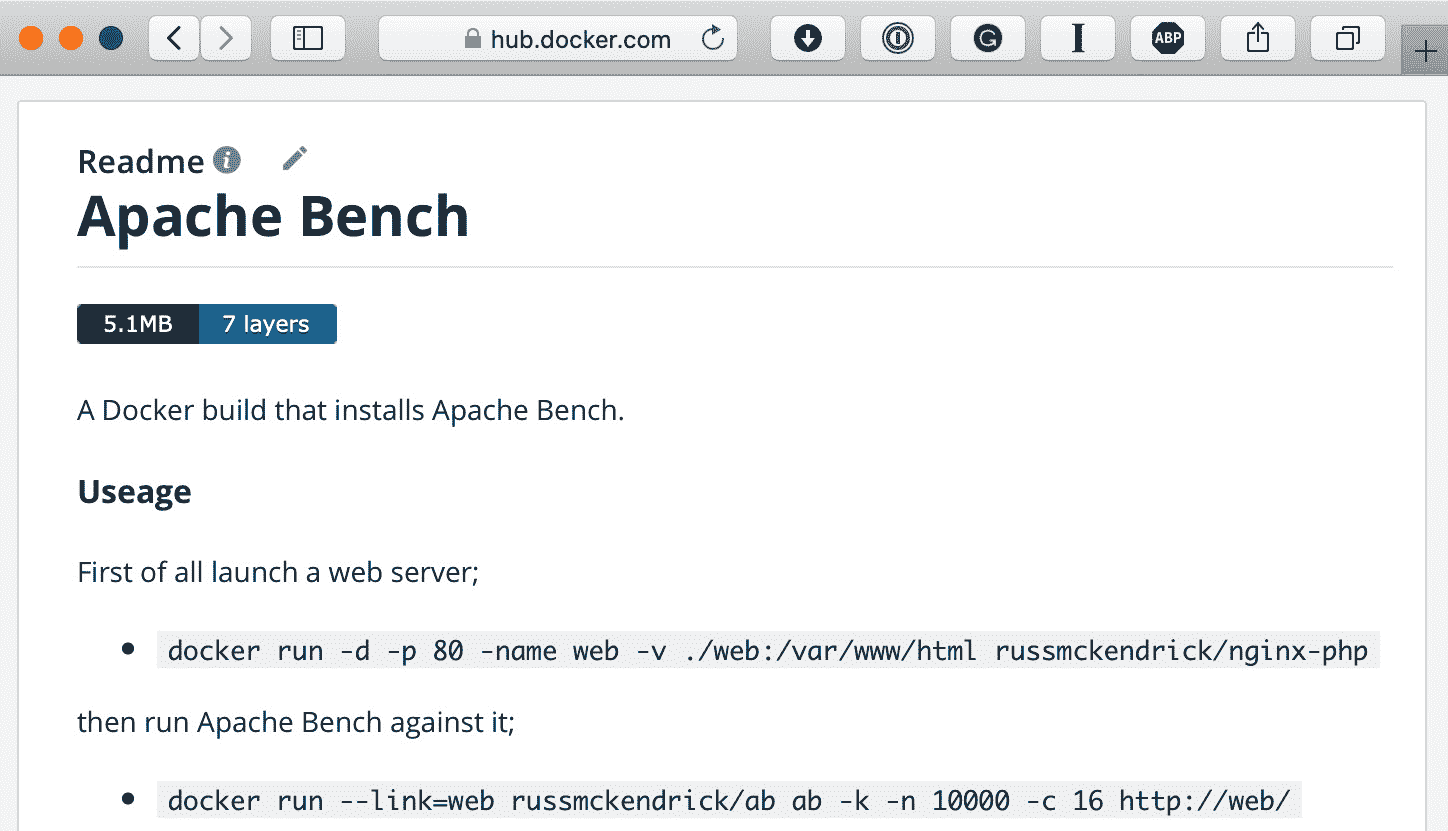 hub.docker.com
ABP
Readme
Apache Bench
5.1MB 7 layers
A Docker build that installs Apache Bench.
Useage
First of all launch a web server;
docker run -d -p 80 -name web -v ./web:/var/www/html russmckendrick/nginx-php
then run Apache Bench against it;
docker run --link=web russmckendrick/ab ab -k -n 10000 -c 16 http://web/